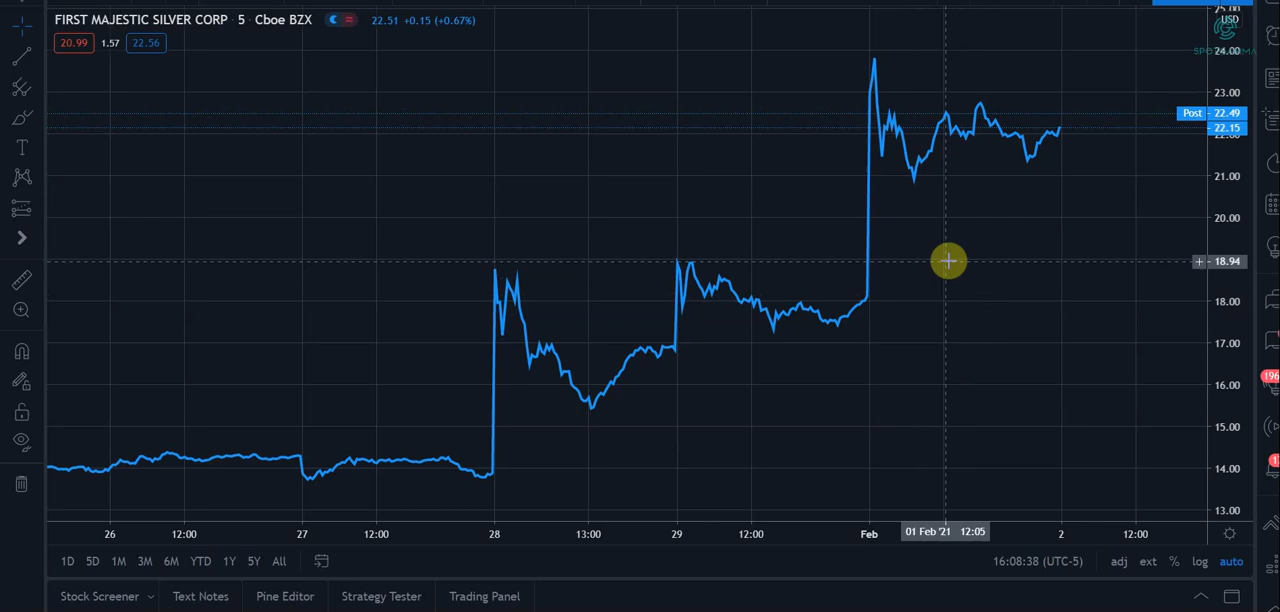 FIRST MAJESTIC SILVER CORP · 5 · Cboe BZX 22.51 +0.15 (+0.67%)
20.99 1.57 22.56
USD
24.00
23.00
Post 22.49
22.15
21.00
20.00
18.94
18.00
17.00
16.00
15.00
14.00
13.00
26 12:00 27 12:00 28 13:00 29 12:00 Feb 01 Feb '21 12:05 2 12:00
1D 5D 1M 3M 6M YTD 1Y 5Y All 16:08:38 (UTC-5) adj ext % log auto
Stock Screener Text Notes Pine Editor Strategy Tester Trading Panel